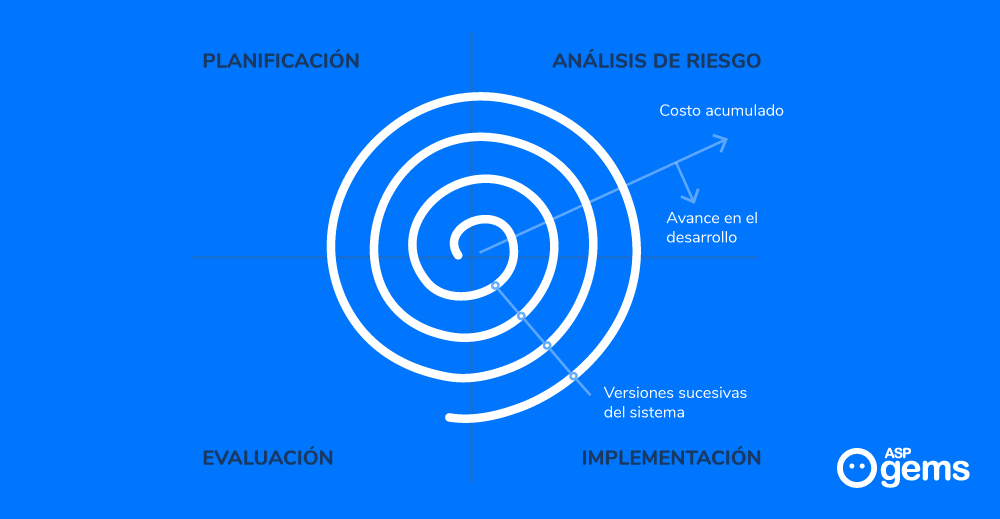 PLANIFICACIÓN
ANÁLISIS DE RIESGO
Costo acumulado
Avance en el
desarrollo
Versiones sucesivas
del sistema
EVALUACIÓN
IMPLEMENTACIÓN
ASP
gems